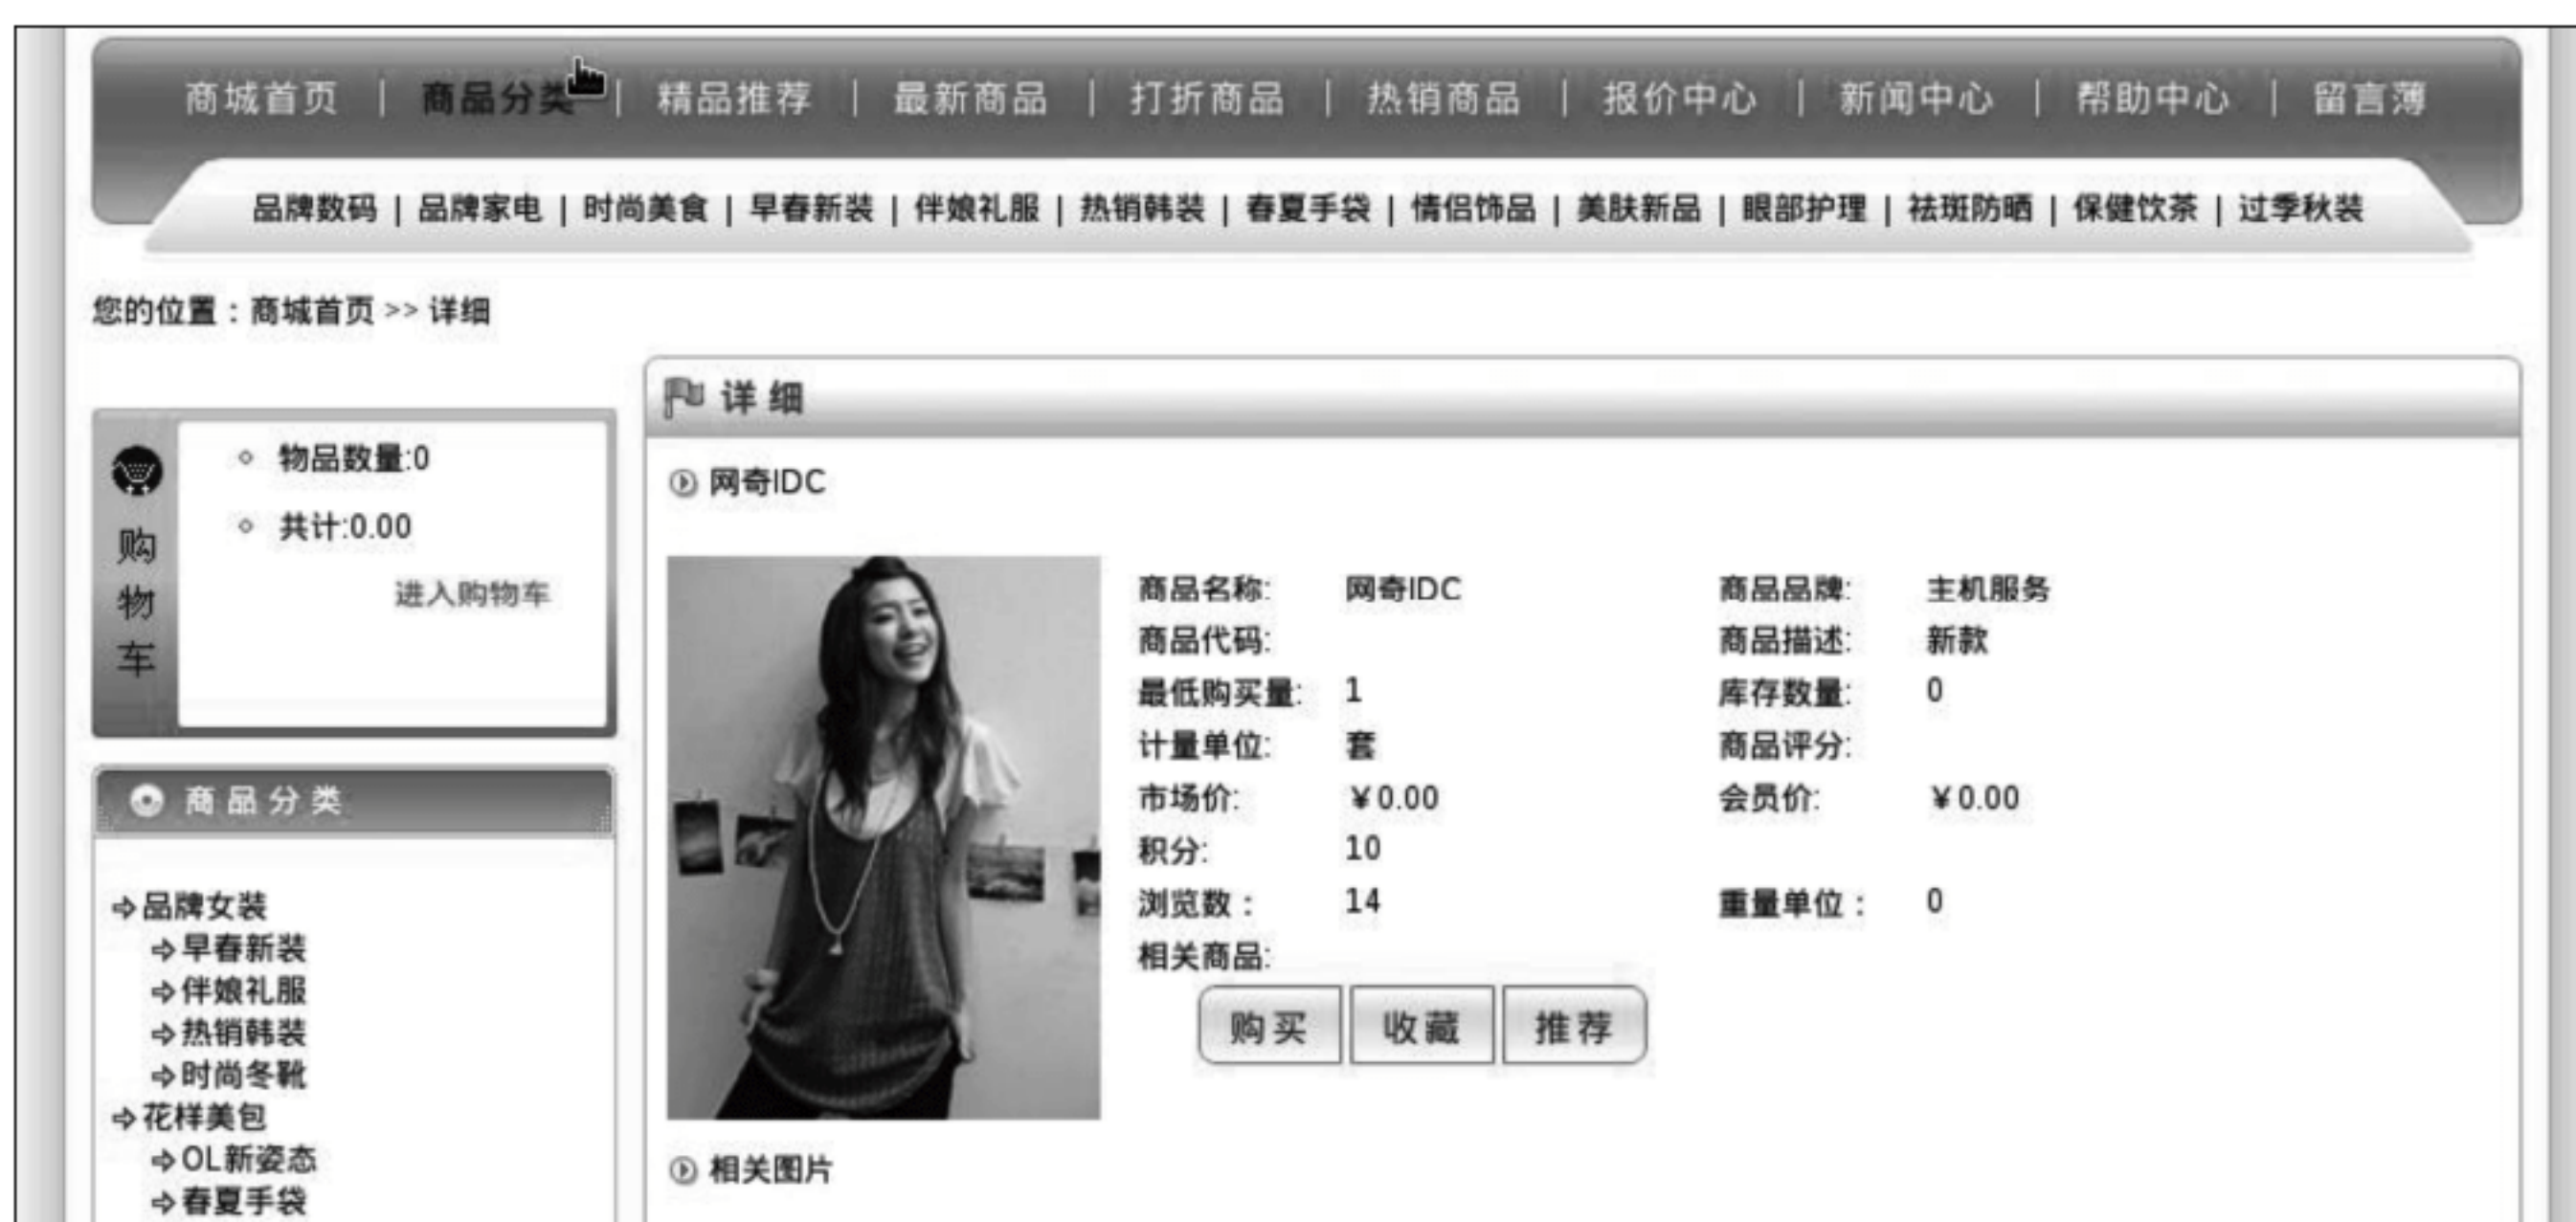 商城首页 | 商品分类 | 精品推荐 | 最新商品 | 打折商品 | 热销商品 | 报价中心 | 新闻中心 | 帮助中心 | 留言薄
品牌数码 | 品牌家电 | 时尚美食 | 早春新装 | 伴娘礼服 | 热销韩装 | 春夏手袋 | 情侣饰品 | 美肤新品 | 眼部护理 | 祛斑防晒 | 保健饮茶 | 过季秋装
您的位置：商城首页 >> 详细
购物车
物品数量:0
共计:0.00
进入购物车
商品分类
品牌女装
早春新装
伴娘礼服
热销韩装
时尚冬靴
花样美包
OL新姿态
春夏手袋
详细
网奇IDC
商品名称: 网奇IDC 商品品牌: 主机服务
商品代码: 商品描述: 新款
最低购买量: 1 库存数量: 0
计量单位: 套 商品评分:
市场价: ￥0.00 会员价: ￥0.00
积分: 10
浏览数： 14 重量单位： 0
相关商品:
购买 收藏 推荐
相关图片